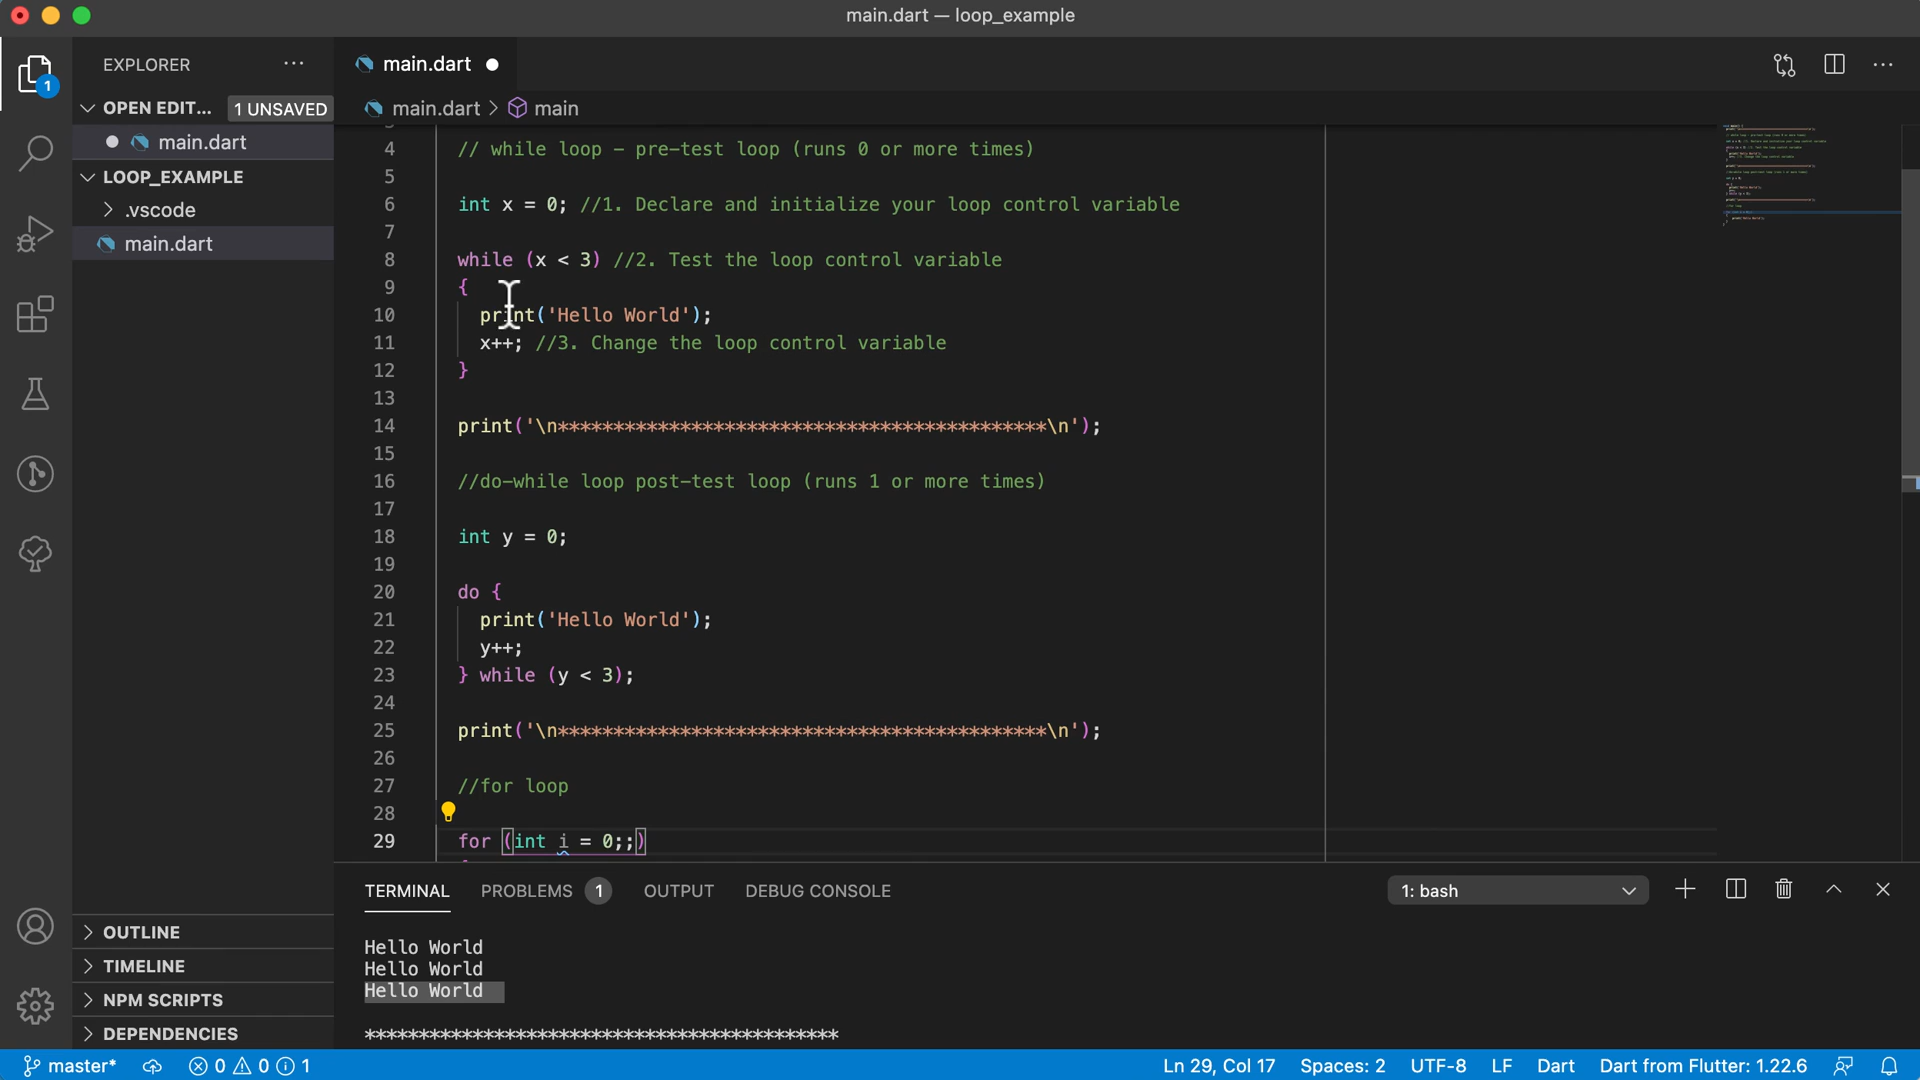 main.dart — loop_example
EXPLORER
OPEN EDIT... 1 UNSAVED
main.dart
LOOP_EXAMPLE
.vscode
main.dart
OUTLINE
TIMELINE
NPM SCRIPTS
DEPENDENCIES
1
main.dart
main.dart > main
4 // while loop - pre-test loop (runs 0 or more times)
5
6 int x = 0; //1. Declare and initialize your loop control variable
7
8 while (x < 3) //2. Test the loop control variable
9 {
10 print('Hello World');
11 x++; //3. Change the loop control variable
12 }
13
14 print('\n********************************************\n');
15
16 //do-while loop post-test loop (runs 1 or more times)
17
18 int y = 0;
19
20 do {
21 print('Hello World');
22 y++;
23 } while (y < 3);
24
25 print('\n********************************************\n');
26
27 //for loop
28
29 for (int i = 0;;)
TERMINAL PROBLEMS 1 OUTPUT DEBUG CONSOLE 1: bash
Hello World
Hello World
Hello World
********************************************
master* 0 0 1 Ln 29, Col 17 Spaces: 2 UTF-8 LF Dart Dart from Flutter: 1.22.6